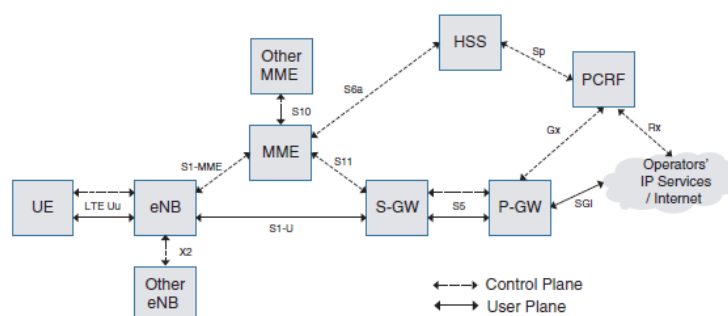 Other
MME
HSS
Sp
PCRF
S6a
S10
Gx
Rx
MME
S1-MME
S11
Operators'
IP Services
/ Internet
UE
LTE Uu
eNB
S1-U
S-GW
S5
P-GW
SGI
X2
Other
eNB
Control Plane
User Plane